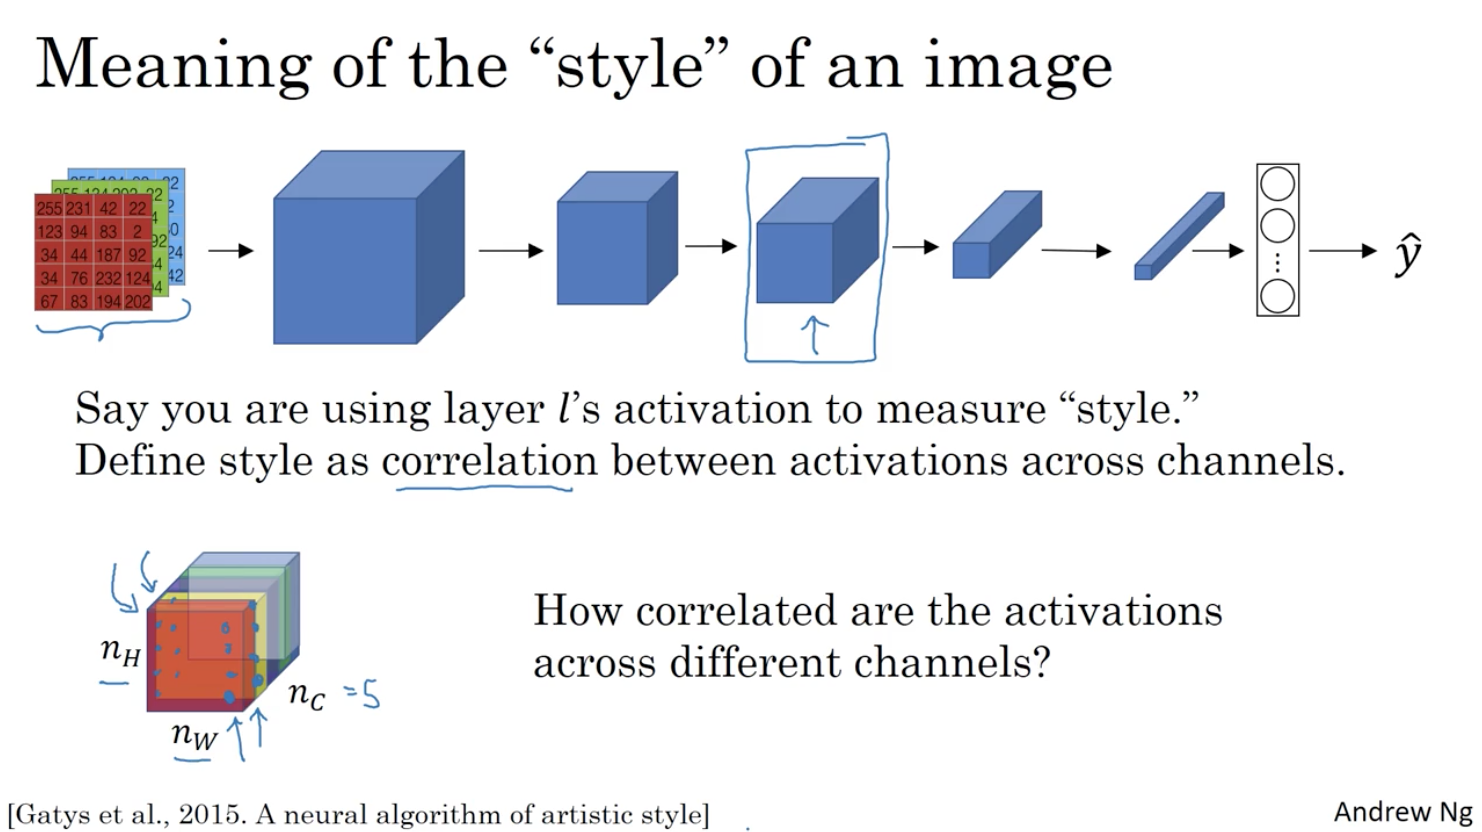 Meaning of the “style” of an image
255 231 42 22
123 94 83 2
34 44 187 92
34 76 232 124
67 83 194 202
ŷ
Say you are using layer l’s activation to measure “style.”
Define style as correlation between activations across channels.
How correlated are the activations
across different channels?
n_H
n_C =5
n_W
[Gatys et al., 2015. A neural algorithm of artistic style]
Andrew Ng